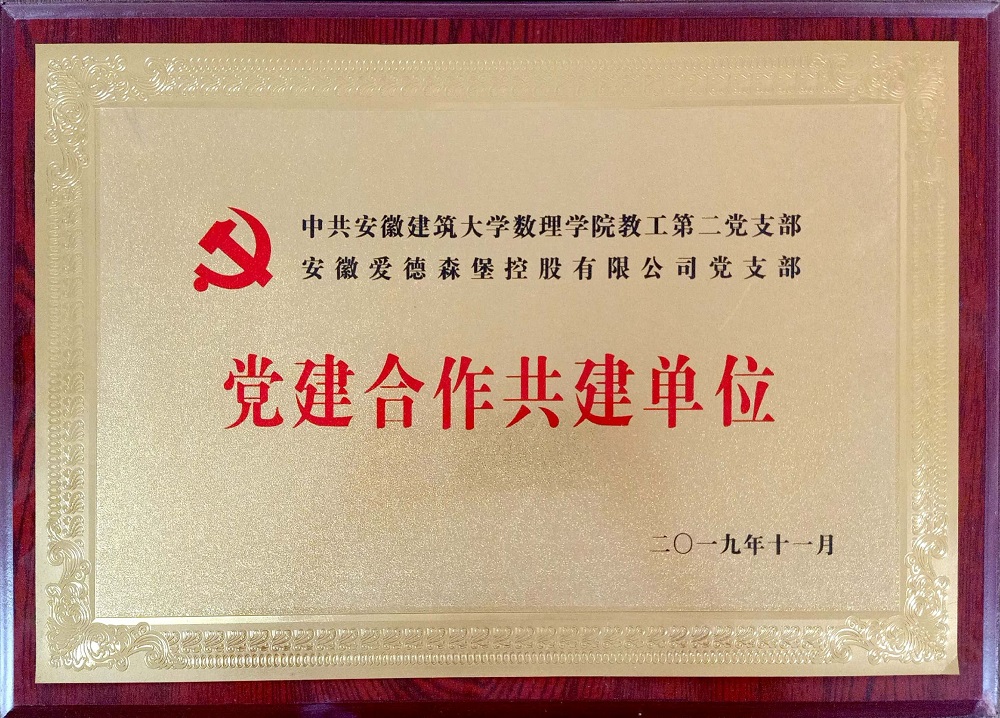 中共安徽建筑大学数理学院教工第二党支部
安徽爱德森堡控股有限公司党支部
党建合作共建单位
二〇一九年十一月